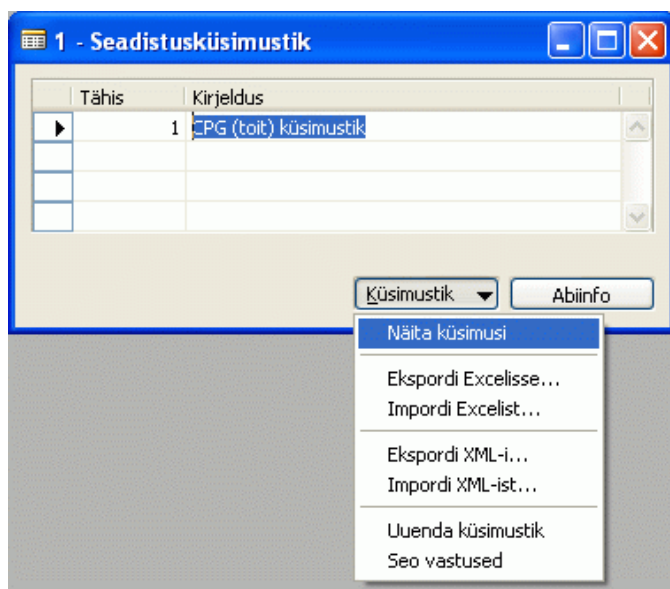 1 - Seadistusküsimustik
Tähis Kirjeldus
1 CPG (toit) küsimustik
Küsimustik Abiinfo
Näita küsimusi
Ekspordi Excelisse...
Impordi Excelist...
Ekspordi XML-i...
Impordi XML-ist...
Uuenda küsimustik
Seo vastused